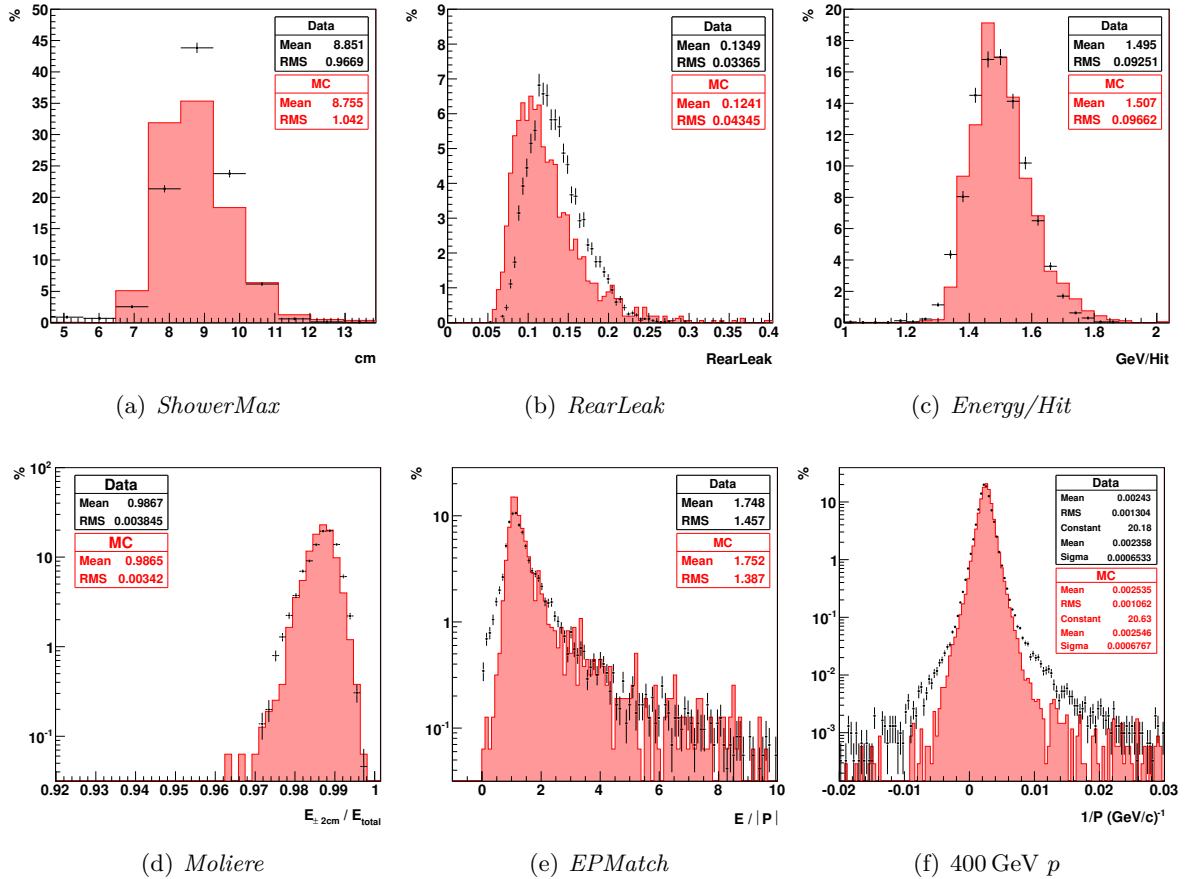 %
50
45
40
35
30
25
20
15
10
5
0
5 6 7 8 9 10 11 12 13
cm
Data
Mean 8.851
RMS 0.9669
MC
Mean 8.755
RMS 1.042
(a) ShowerMax
%
9
8
7
6
5
4
3
2
1
0
0 0.05 0.1 0.15 0.2 0.25 0.3 0.35 0.4
RearLeak
Data
Mean 0.1349
RMS 0.03365
MC
Mean 0.1241
RMS 0.04345
(b) RearLeak
%
20
18
16
14
12
10
8
6
4
2
0
1 1.2 1.4 1.6 1.8 2
GeV/Hit
Data
Mean 1.495
RMS 0.09251
MC
Mean 1.507
RMS 0.09662
(c) Energy/Hit
%
10²
10
1
10⁻¹
0.92 0.93 0.94 0.95 0.96 0.97 0.98 0.99 1
E± 2cm / Etotal
Data
Mean 0.9867
RMS 0.003845
MC
Mean 0.9865
RMS 0.00342
(d) Moliere
%
10
1
10⁻¹
0 2 4 6 8 10
E / |P|
Data
Mean 1.748
RMS 1.457
MC
Mean 1.752
RMS 1.387
(e) EPMatch
%
10
1
10⁻¹
10⁻²
10⁻³
-0.02 -0.01 0 0.01 0.02 0.03
1/P (GeV/c)⁻¹
Data
Mean 0.00243
RMS 0.001304
Constant 20.18
Mean 0.002358
Sigma 0.0006533
MC
Mean 0.002535
RMS 0.001062
Constant 20.63
Mean 0.002546
Sigma 0.0006767
(f) 400 GeV p